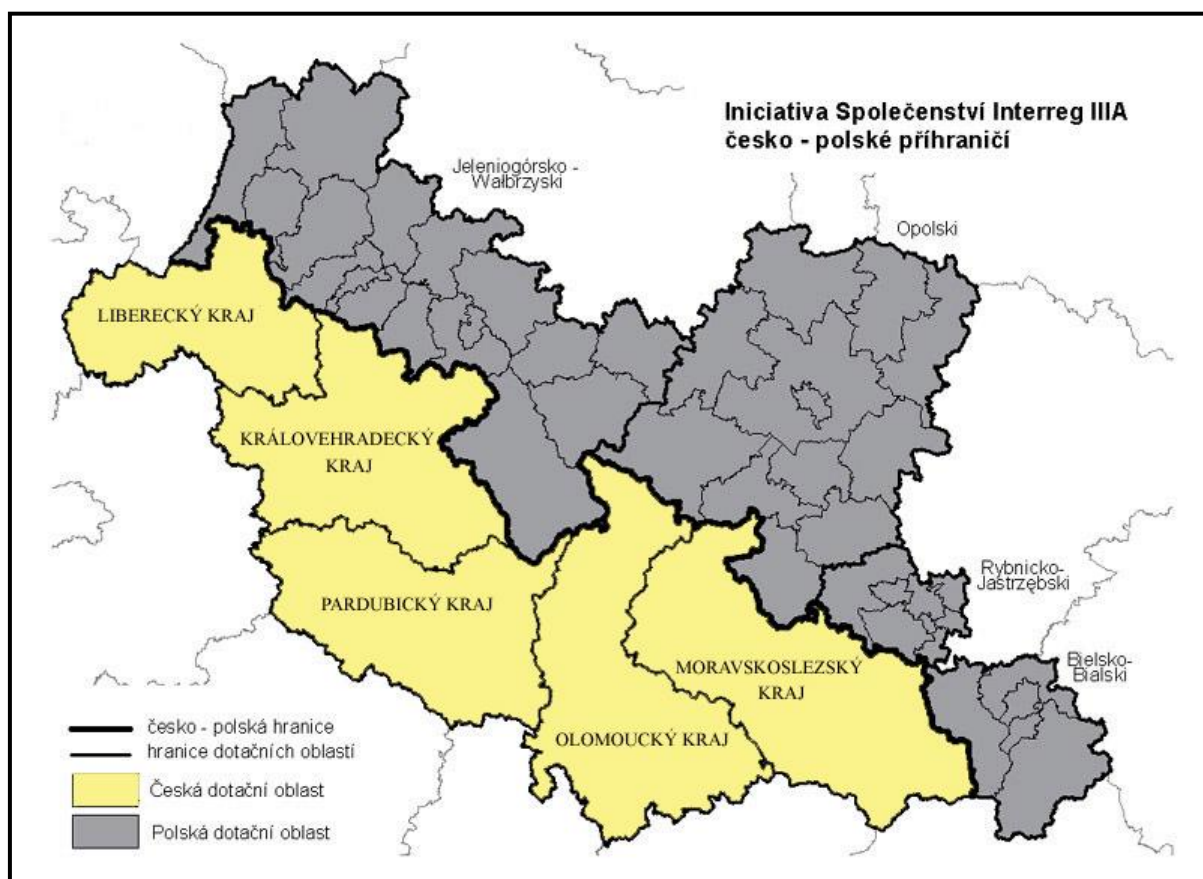 Iniciativa Společenství Interreg IIIA
česko - polské příhraničí
Jeleniogórsko -
Wałbrzyski
Opolski
LIBERECKÝ KRAJ
KRÁLOVEHRADECKÝ
KRAJ
Rybnicko-
Jastrzębski
PARDUBICKÝ KRAJ
MORAVSKOSLEZSKÝ
KRAJ
Bielsko-
Bialski
OLOMOUCKÝ KRAJ
česko - polská hranice
hranice dotačních oblastí
Česká dotační oblast
Polská dotační oblast